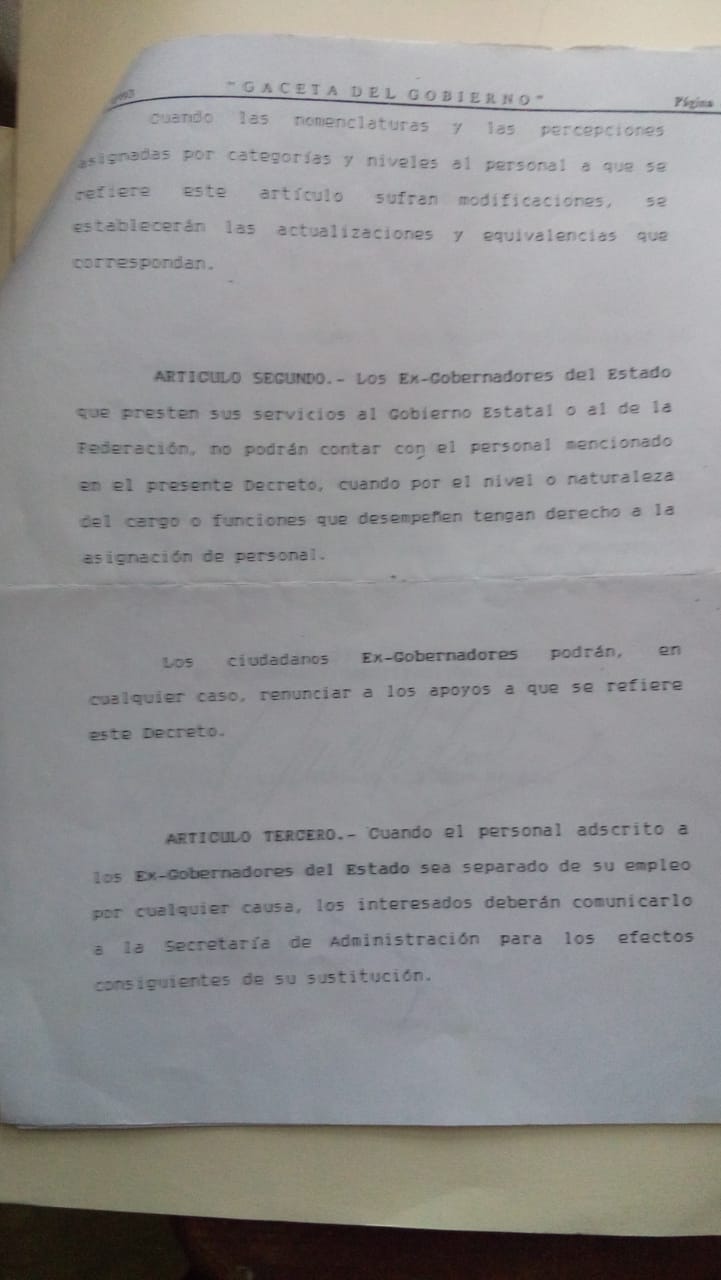 "GACETA DEL GOBIERNO" Página
cuando las nomenclaturas y las percepciones
asignadas por categorías y niveles al personal a que se
refiere este artículo sufran modificaciones, se
establecerán las actualizaciones y equivalencias que
correspondan.
ARTICULO SEGUNDO.- Los Ex-Gobernadores del Estado
que presten sus servicios al Gobierno Estatal o al de la
Federación, no podrán contar con el personal mencionado
en el presente Decreto, cuando por el nivel o naturaleza
del cargo o funciones que desempeñen tengan derecho a la
asignación de personal.
Los ciudadanos Ex-Gobernadores podrán, en
cualquier caso, renunciar a los apoyos a que se refiere
este Decreto.
ARTICULO TERCERO.- Cuando el personal adscrito a
los Ex-Gobernadores del Estado sea separado de su empleo
por cualquier causa, los interesados deberán comunicarlo
a la Secretaría de Administración para los efectos
consiguientes de su sustitución.